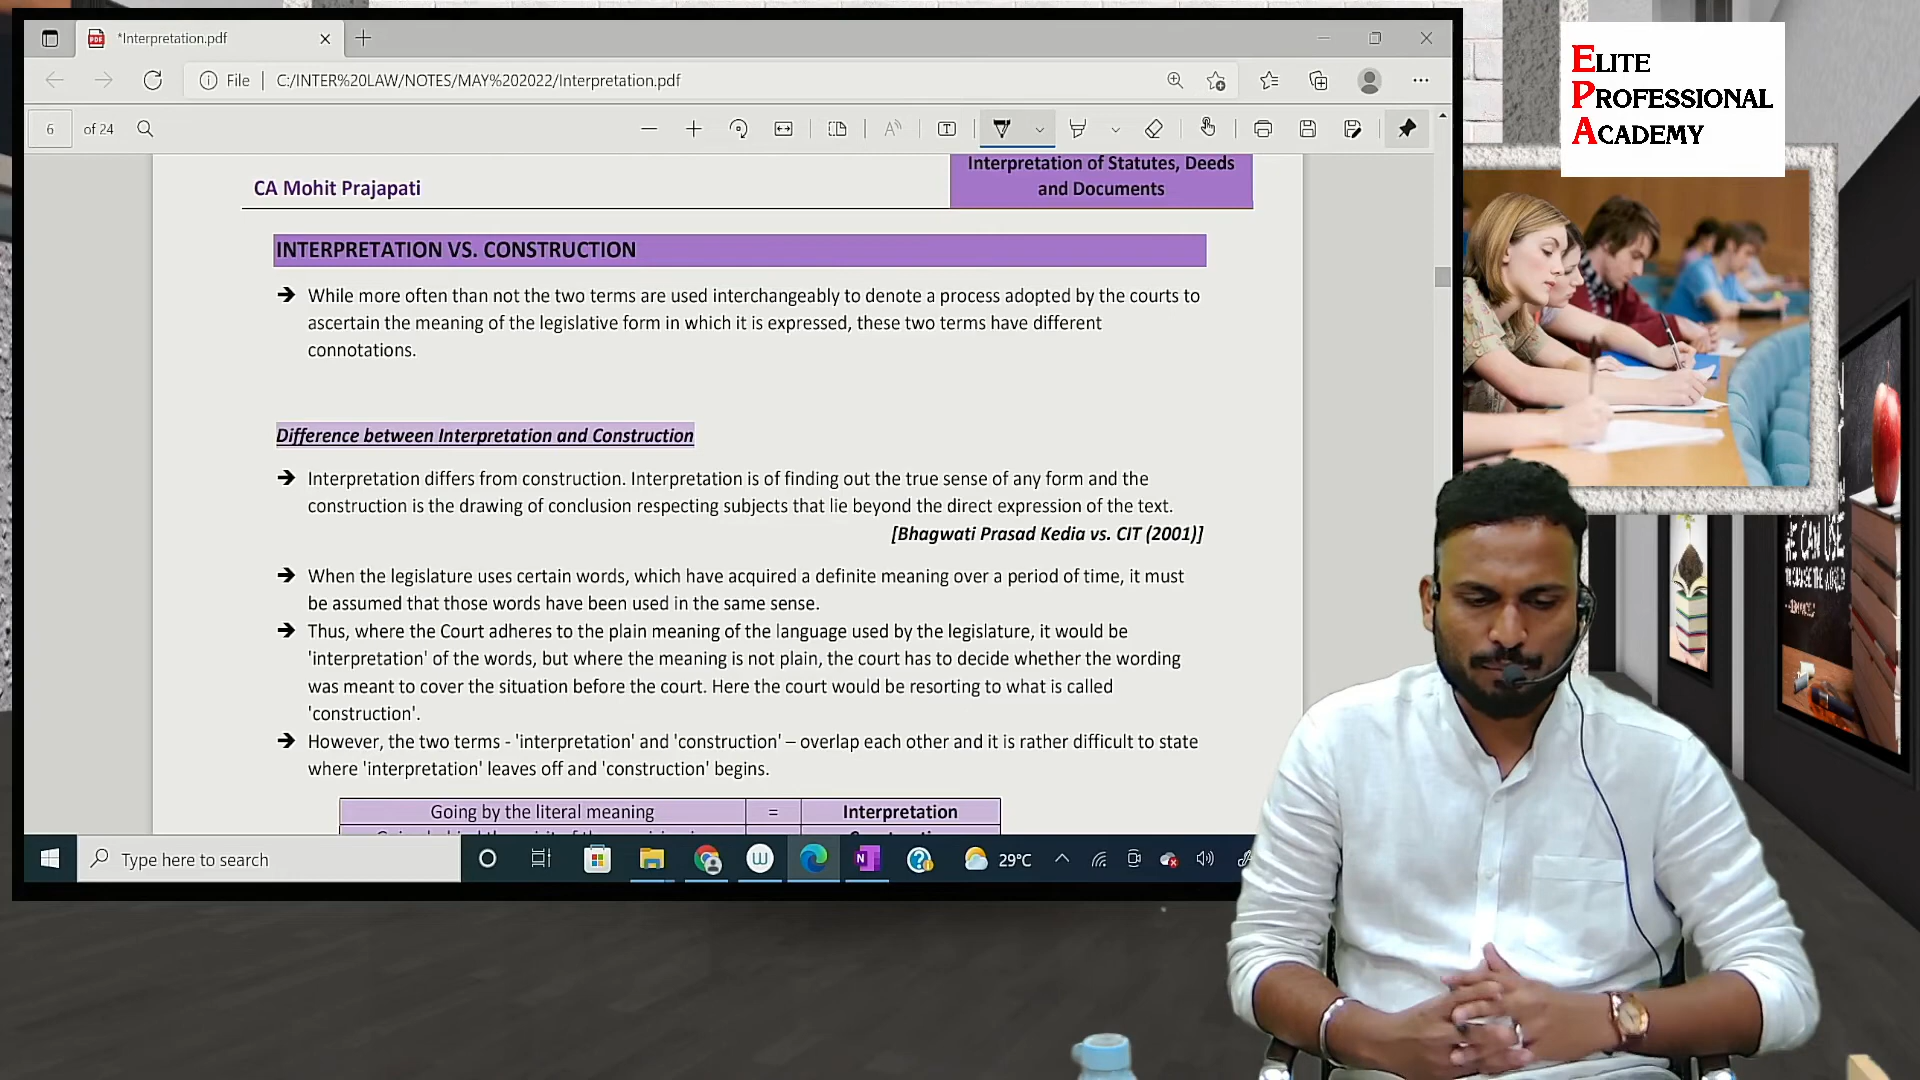 *Interpretation.pdf
File
C:/INTER%20LAW/NOTES/MAY%202022/Interpretation.pdf
6 of 24
ELITE
PROFESSIONAL
ACADEMY
CA Mohit Prajapati
Interpretation of Statutes, Deeds
and Documents
INTERPRETATION VS. CONSTRUCTION
➔ While more often than not the two terms are used interchangeably to denote a process adopted by the courts to
ascertain the meaning of the legislative form in which it is expressed, these two terms have different
connotations.
Difference between Interpretation and Construction
➔ Interpretation differs from construction. Interpretation is of finding out the true sense of any form and the
construction is the drawing of conclusion respecting subjects that lie beyond the direct expression of the text.
[Bhagwati Prasad Kedia vs. CIT (2001)]
➔ When the legislature uses certain words, which have acquired a definite meaning over a period of time, it must
be assumed that those words have been used in the same sense.
➔ Thus, where the Court adheres to the plain meaning of the language used by the legislature, it would be
'interpretation' of the words, but where the meaning is not plain, the court has to decide whether the wording
was meant to cover the situation before the court. Here the court would be resorting to what is called
'construction'.
➔ However, the two terms - 'interpretation' and 'construction' – overlap each other and it is rather difficult to state
where 'interpretation' leaves off and 'construction' begins.
Going by the literal meaning = Interpretation
Type here to search
29°C